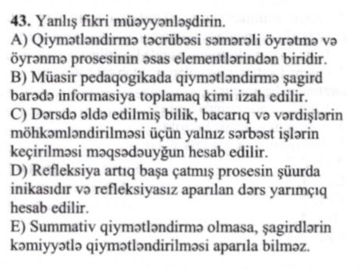 43. Yanlış fikri müəyyənləşdirin.
A) Qiymətləndirmə təcrübəsi səmərəli öyrətmə və
öyrənmə prosesinin əsas elementlərindən biridir.
B) Müasir pedaqogikada qiymətləndirmə şagird
barədə informasiya toplamaq kimi izah edilir.
C) Dərsdə əldə edilmiş bilik, bacarıq və vərdişlərin
möhkəmləndirilməsi üçün yalnız sərbəst işlərin
keçirilməsi məqsədəuyğun hesab edilir.
D) Refleksiya artıq başa çatmış prosesin şüurda
inikasıdır və refleksiyasız aparılan dərs yarımçıq
hesab edilir.
E) Summativ qiymətləndirmə olmasa, şagirdlərin
kəmiyyətlə qiymətləndirilməsi aparıla bilməz.